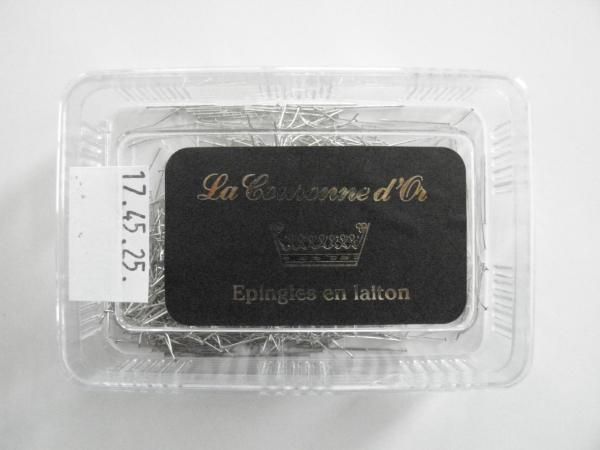 La Couronne d'Or
Epingles en laiton
17.45.25.